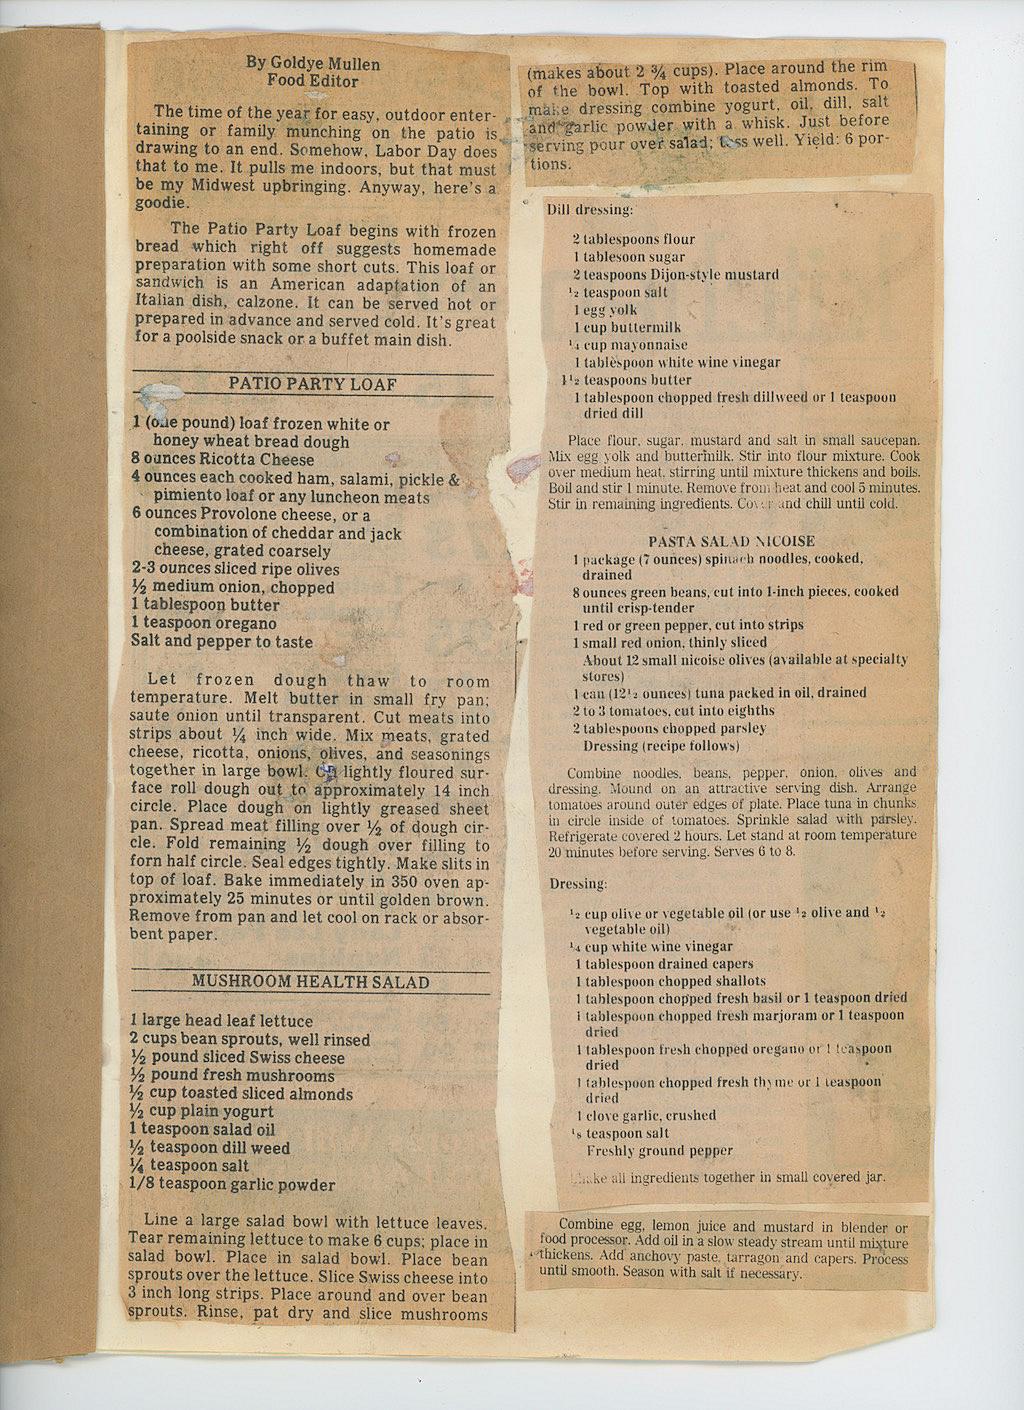 By Goldye Mullen
Food Editor
The time of the year for easy, outdoor enter-
taining or family munching on the patio is
drawing to an end. Somehow, Labor Day does
that to me. It pulls me indoors, but that must
be my Midwest upbringing. Anyway, here's a
goodie.
The Patio Party Loaf begins with frozen
bread which right off suggests homemade
preparation with some short cuts. This loaf or
sandwich is an American adaptation of an
Italian dish, calzone. It can be served hot or
prepared in advance and served cold. It's great
for a poolside snack or a buffet main dish.
PATIO PARTY LOAF
1 (one pound) loaf frozen white or
honey wheat bread dough
8 ounces Ricotta Cheese
4 ounces each cooked ham, salami, pickle &
pimiento loaf or any luncheon meats
6 ounces Provolone cheese, or a
combination of cheddar and jack
cheese, grated coarsely
2-3 ounces sliced ripe olives
½ medium onion, chopped
1 tablespoon butter
1 teaspoon oregano
Salt and pepper to taste
Let frozen dough thaw to room
temperature. Melt butter in small fry pan;
saute onion until transparent. Cut meats into
strips about ¼ inch wide. Mix meats, grated
cheese, ricotta, onions, olives, and seasonings
together in large bowl. On lightly floured sur-
face roll dough out to approximately 14 inch
circle. Place dough on lightly greased sheet
pan. Spread meat filling over ½ of dough cir-
cle. Fold remaining ½ dough over filling to
forn half circle. Seal edges tightly. Make slits in
top of loaf. Bake immediately in 350 oven ap-
proximately 25 minutes or until golden brown.
Remove from pan and let cool on rack or absor-
bent paper.
MUSHROOM HEALTH SALAD
1 large head leaf lettuce
2 cups bean sprouts, well rinsed
½ pound sliced Swiss cheese
½ pound fresh mushrooms
½ cup toasted sliced almonds
½ cup plain yogurt
1 teaspoon salad oil
½ teaspoon dill weed
¼ teaspoon salt
1/8 teaspoon garlic powder
Line a large salad bowl with lettuce leaves.
Tear remaining lettuce to make 6 cups; place in
salad bowl. Place in salad bowl. Place bean
sprouts over the lettuce. Slice Swiss cheese into
3 inch long strips. Place around and over bean
sprouts. Rinse, pat dry and slice mushrooms
(makes about 2 ¾ cups). Place around the rim
of the bowl. Top with toasted almonds. To
make dressing combine yogurt, oil, dill, salt
and garlic powder with a whisk. Just before
serving pour over salad; toss well. Yield: 6 por-
tions.
Dill dressing:
2 tablespoons flour
1 tablesoon sugar
2 teaspoons Dijon-style mustard
½ teaspoon salt
1 egg yolk
1 cup buttermilk
¼ cup mayonnaise
1 tablespoon white wine vinegar
1½ teaspoons butter
1 tablespoon chopped fresh dillweed or 1 teaspoon
dried dill
Place flour, sugar, mustard and salt in small saucepan.
Mix egg yolk and buttermilk. Stir into flour mixture. Cook
over medium heat, stirring until mixture thickens and boils.
Boil and stir 1 minute. Remove from heat and cool 5 minutes.
Stir in remaining ingredients. Cover and chill until cold.
PASTA SALAD NICOISE
1 package (7 ounces) spinach noodles, cooked,
drained
8 ounces green beans, cut into 1-inch pieces, cooked
until crisp-tender
1 red or green pepper, cut into strips
1 small red onion, thinly sliced
About 12 small nicoise olives (available at specialty
stores)
1 can (12½ ounces) tuna packed in oil, drained
2 to 3 tomatoes, cut into eighths
2 tablespoons chopped parsley
Dressing (recipe follows)
Combine noodles, beans, pepper, onion, olives and
dressing. Mound on an attractive serving dish. Arrange
tomatoes around outer edges of plate. Place tuna in chunks
in circle inside of tomatoes. Sprinkle salad with parsley.
Refrigerate covered 2 hours. Let stand at room temperature
20 minutes before serving. Serves 6 to 8.
Dressing:
½ cup olive or vegetable oil (or use ½ olive and ½
vegetable oil)
¼ cup white wine vinegar
1 tablespoon drained capers
1 tablespoon chopped shallots
1 tablespoon chopped fresh basil or 1 teaspoon dried
1 tablespoon chopped fresh marjoram or 1 teaspoon
dried
1 tablespoon fresh chopped oregano or 1 teaspoon
dried
1 tablespoon chopped fresh thyme or 1 teaspoon
dried
1 clove garlic, crushed
⅛ teaspoon salt
Freshly ground pepper
Shake all ingredients together in small covered jar.
Combine egg, lemon juice and mustard in blender or
food processor. Add oil in a slow steady stream until mixture
thickens. Add anchovy paste, tarragon and capers. Process
until smooth. Season with salt if necessary.